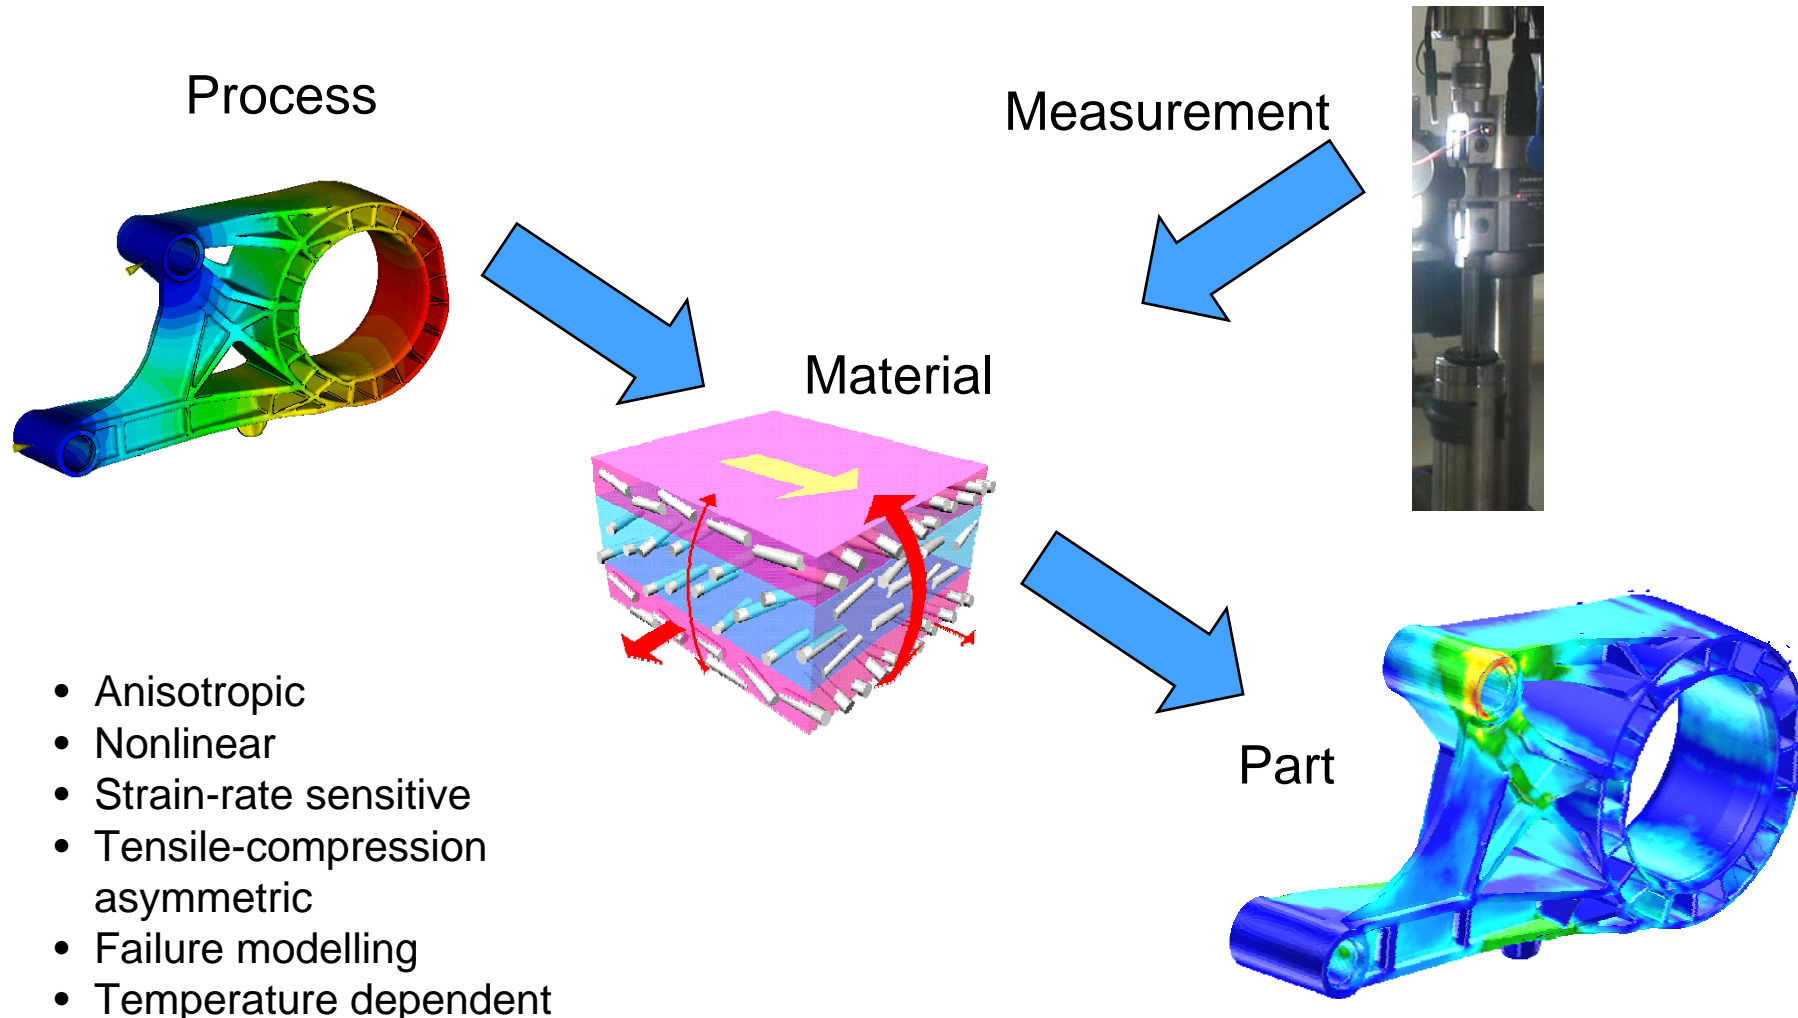 Process
Measurement
Material
Part
• Anisotropic
• Nonlinear
• Strain-rate sensitive
• Tensile-compression
asymmetric
• Failure modelling
• Temperature dependent